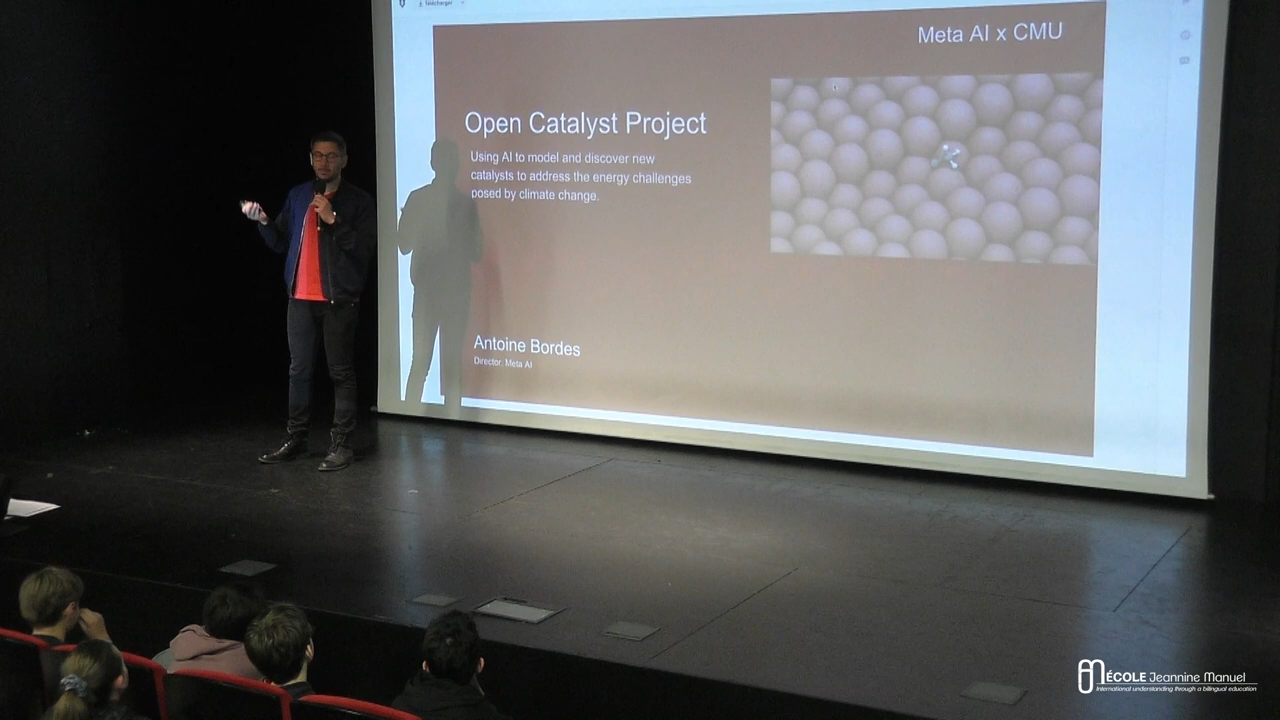 Télécharger
Meta AI x CMU
Open Catalyst Project
Using AI to model and discover new
catalysts to address the energy challenges
posed by climate change.
Antoine Bordes
Director, Meta AI
ÉCOLE Jeannine Manuel
International understanding through a bilingual education